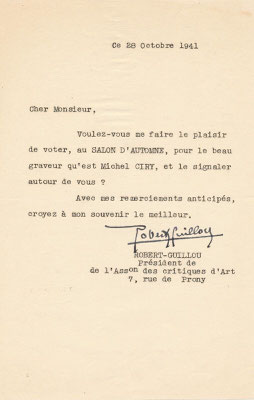 Ce 28 Octobre 1941
Cher Monsieur,
Voulez-vous me faire le plaisir
de voter, au SALON D'AUTOMNE, pour le beau
graveur qu'est Michel CIRY, et le signaler
autour de vous ?
Avec mes remerciements anticipés,
croyez à mon souvenir le meilleur.
Robert Guillou
ROBERT-GUILLOU
Président de
de l'Asson des critiques d'Art
7, rue de Prony